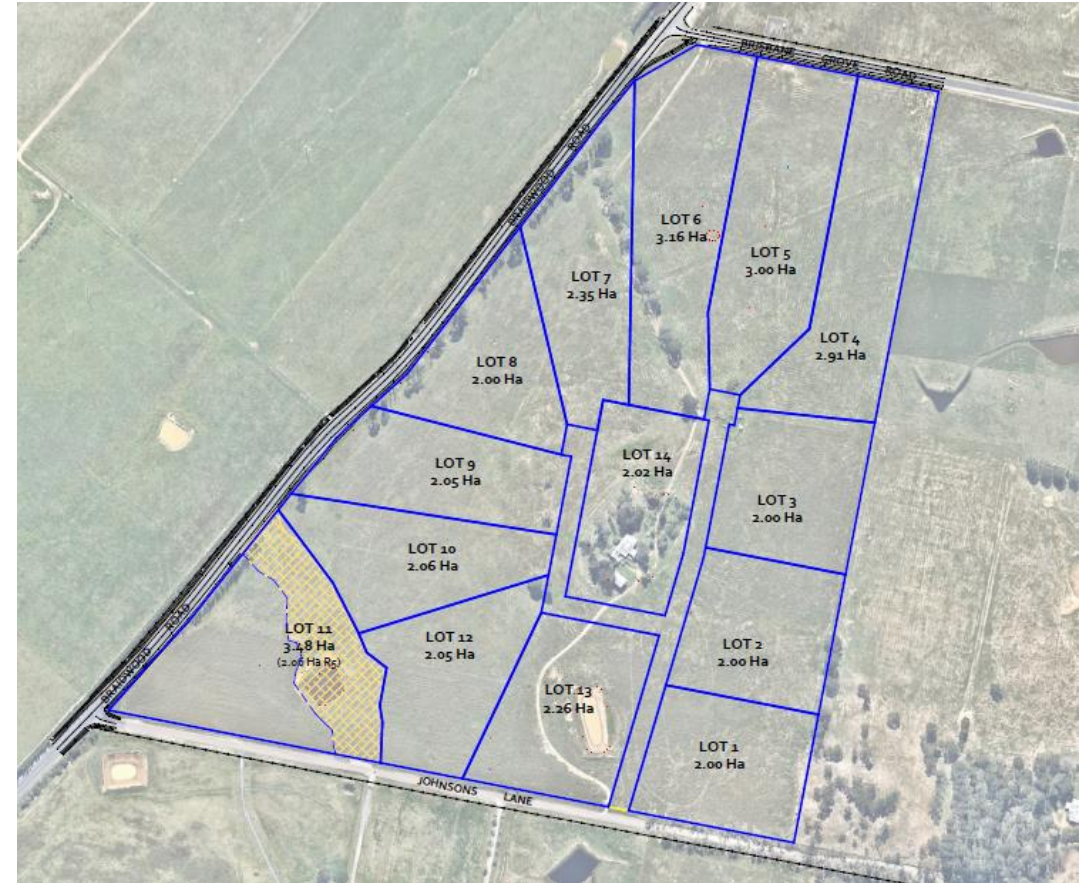 BRISBANE GROVE ROAD
BRAIDWOOD ROAD
LOT 6
3.16 Ha
LOT 5
3.00 Ha
LOT 7
2.35 Ha
LOT 4
2.91 Ha
LOT 8
2.00 Ha
LOT 14
2.02 Ha
LOT 9
2.05 Ha
LOT 3
2.00 Ha
LOT 10
2.06 Ha
LOT 11
3.48 Ha
(2.06 Ha R5)
LOT 12
2.05 Ha
LOT 2
2.00 Ha
BRAIDWOOD ROAD
LOT 13
2.26 Ha
LOT 1
2.00 Ha
JOHNSONS LANE